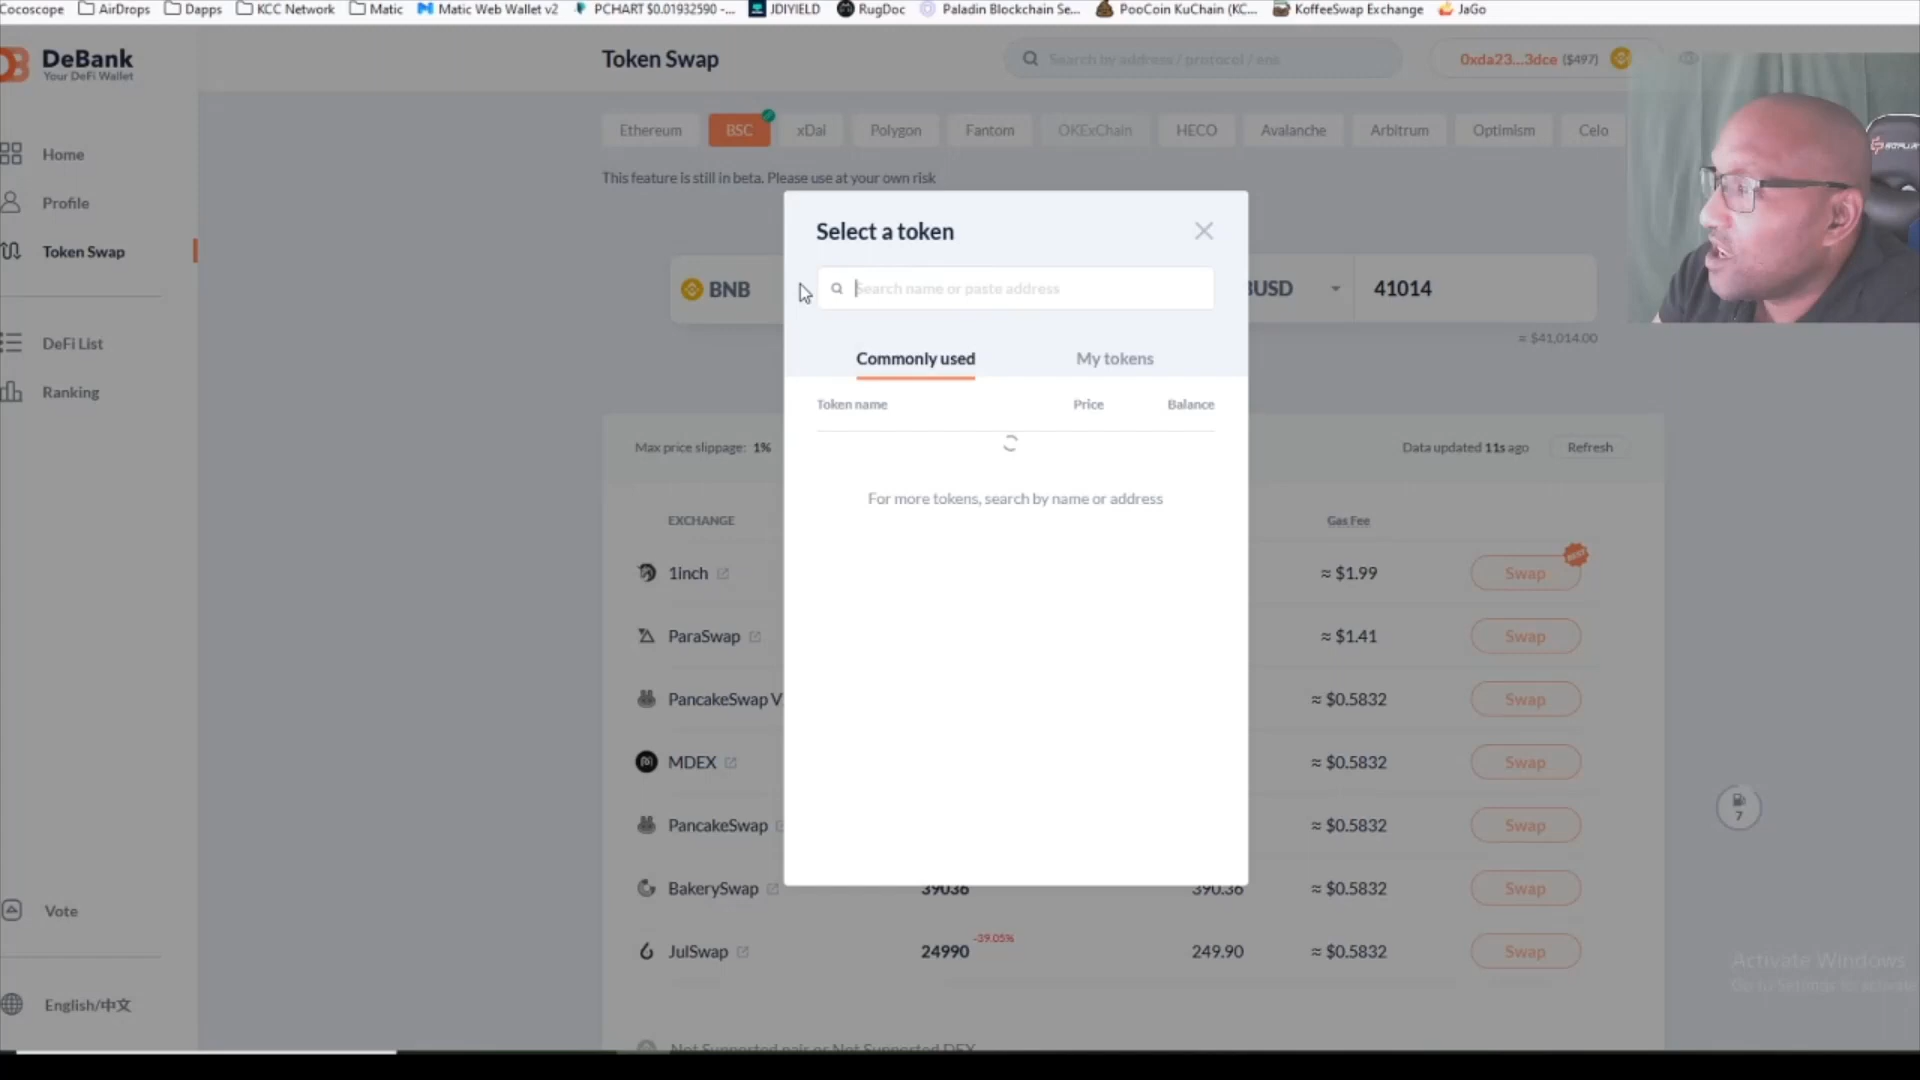 Cocoscope AirDrops Dapps KCC Network Matic Matic Web Wallet v2 PCHART $0.01932590 -... JDIYIELD RugDoc Paladin Blockchain Se... PooCoin KuChain (KC... KoffeeSwap Exchange JaGo
DeBank
Your DeFi Wallet
Token Swap
Search by address / protocol / ens
0xda23...3dce ($497)
Ethereum BSC xDai Polygon Fantom OKExChain HECO Avalanche Arbitrum Optimism Celo
This feature is still in beta. Please use at your own risk
Home
Profile
Token Swap
DeFi List
Ranking
Vote
English/中文
BNB
BUSD
41014
= $41,014.00
Select a token
Search name or paste address
Commonly used My tokens
Token name Price Balance
For more tokens, search by name or address
Max price slippage: 1%
Data updated 11s ago Refresh
EXCHANGE Gas Fee
1inch ≈ $1.99 Swap
BEST
ParaSwap ≈ $1.41 Swap
PancakeSwap V ≈ $0.5832 Swap
MDEX ≈ $0.5832 Swap
PancakeSwap ≈ $0.5832 Swap
BakerySwap 39036 390.36 ≈ $0.5832 Swap
JulSwap 24990 -39.05% 249.90 ≈ $0.5832 Swap
Not Supported pair or Not Supported DEX
7
Activate Windows
Go to Settings to activate